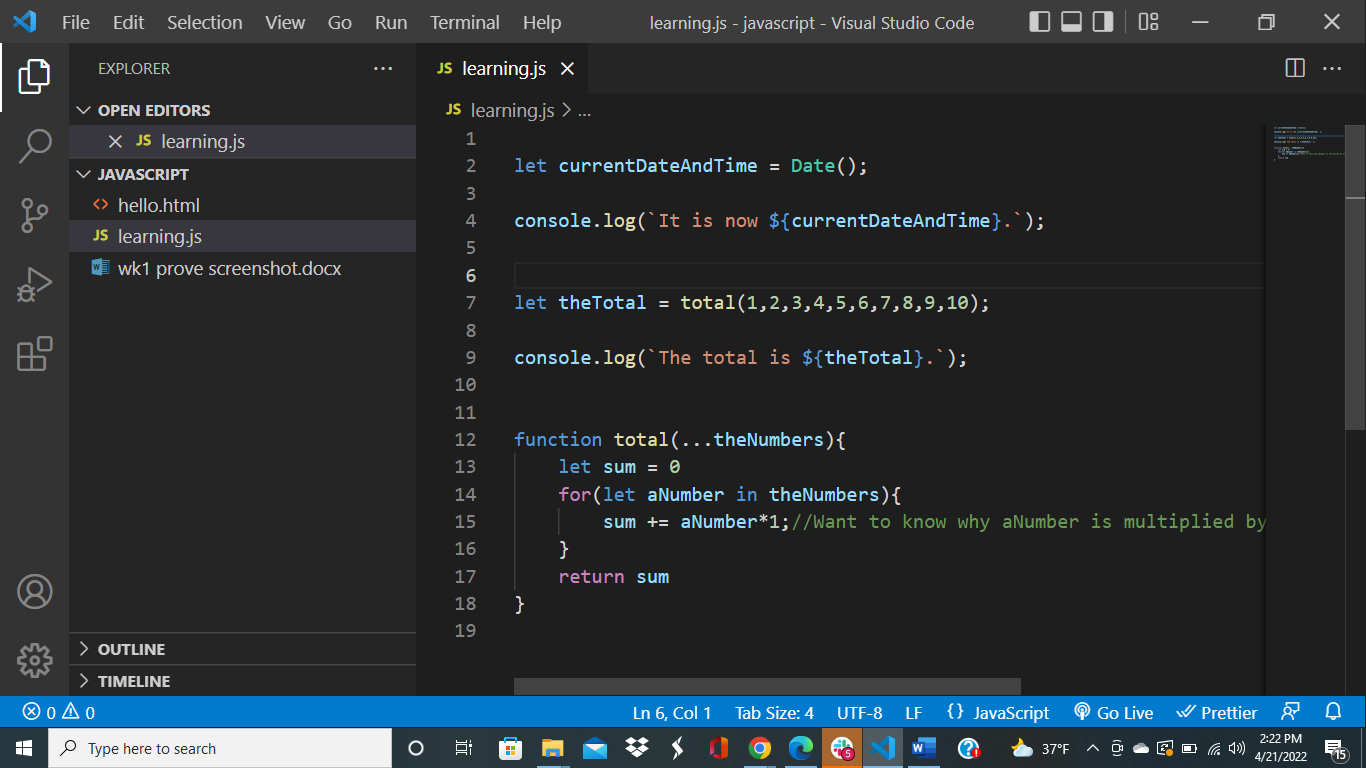 File Edit Selection View Go Run Terminal Help learning.js - javascript - Visual Studio Code
EXPLORER
OPEN EDITORS
JS learning.js
JAVASCRIPT
hello.html
JS learning.js
wk1 prove screenshot.docx
OUTLINE
TIMELINE
JS learning.js
JS learning.js > ...
1
2 let currentDateAndTime = Date();
3
4 console.log(`It is now ${currentDateAndTime}.`);
5
6
7 let theTotal = total(1,2,3,4,5,6,7,8,9,10);
8
9 console.log(`The total is ${theTotal}.`);
10
11
12 function total(...theNumbers){
13     let sum = 0
14     for(let aNumber in theNumbers){
15         sum += aNumber*1;//Want to know why aNumber is multiplied by
16     }
17     return sum
18 }
19
0 0 Ln 6, Col 1 Tab Size: 4 UTF-8 LF {} JavaScript Go Live Prettier
Type here to search 5 37°F 2:22 PM
4/21/2022 15